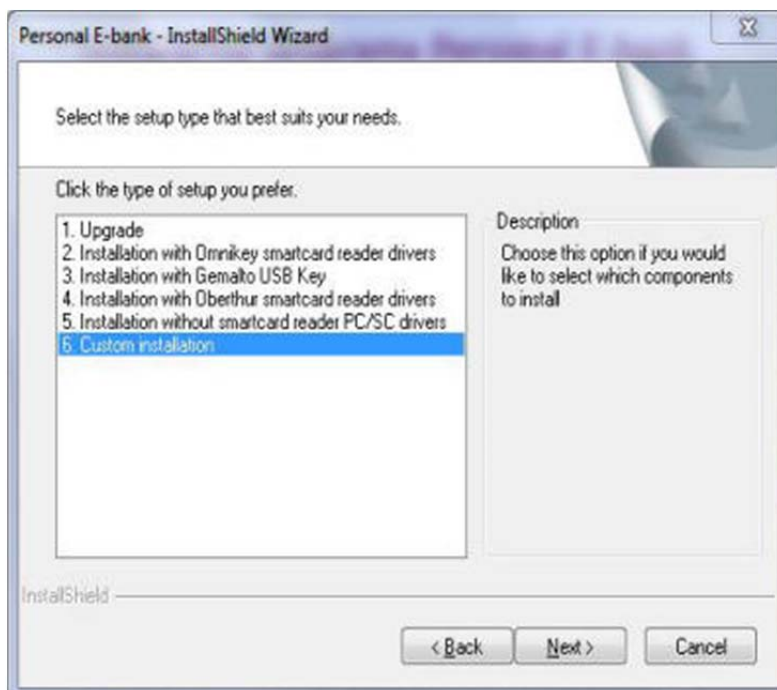 Personal E-bank - InstallShield Wizard
Select the setup type that best suits your needs.
Click the type of setup you prefer.
1. Upgrade
2. Installation with Omnikey smartcard reader drivers
3. Installation with Gemalto USB Key
4. Installation with Oberthur smartcard reader drivers
5. Installation without smartcard reader PC/SC drivers
6. Custom installation
Description
Choose this option if you would
like to select which components
to install
InstallShield
< Back
Next >
Cancel